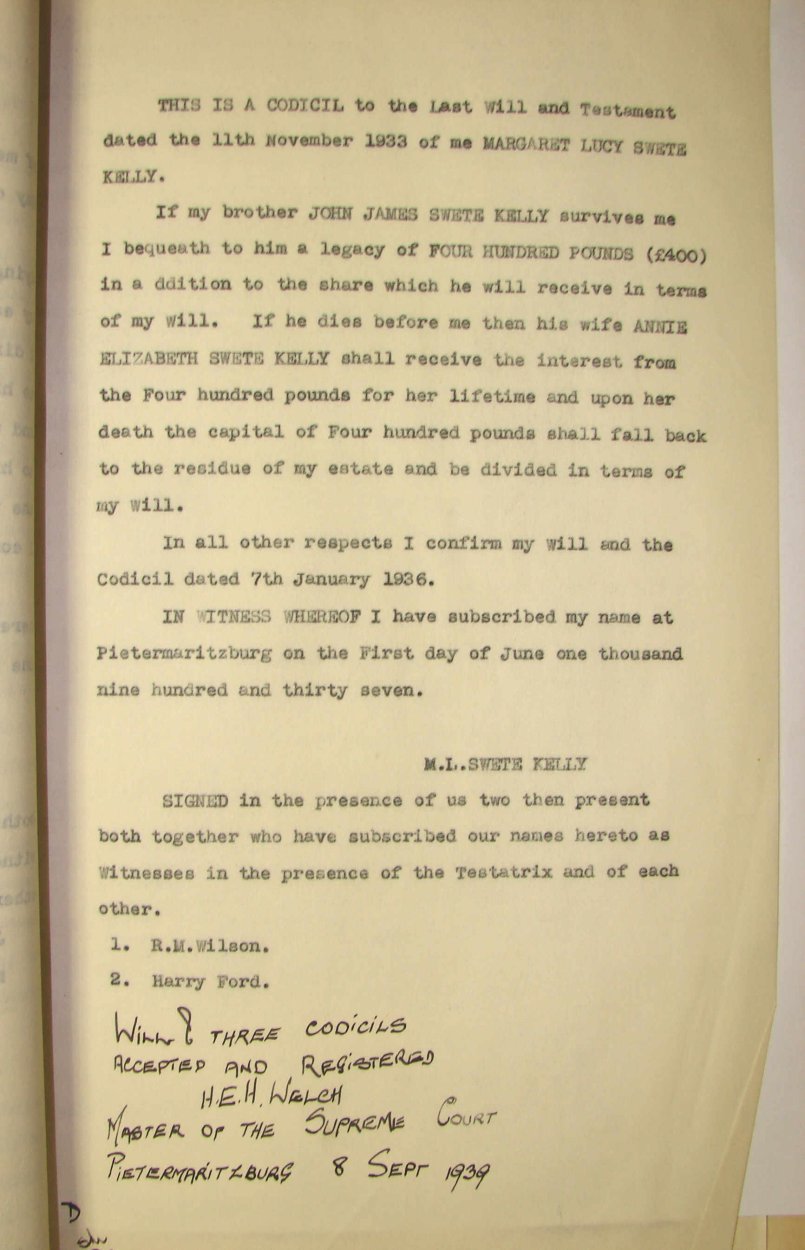 THIS IS A CODICIL to the Last Will and Testament
dated the 11th November 1933 of me MARGARET LUCY SWETE
KELLY.
If my brother JOHN JAMES SWETE KELLY survives me
I bequeath to him a legacy of FOUR HUNDRED POUNDS (£400)
in a ddition to the share which he will receive in terms
of my will. If he dies before me then his wife ANNIE
ELIZABETH SWETE KELLY shall receive the interest from
the Four hundred pounds for her lifetime and upon her
death the capital of Four hundred pounds shall fall back
to the residue of my estate and be divided in terms of
my will.
In all other respects I confirm my will and the
Codicil dated 7th January 1936.
IN WITNESS WHEREOF I have subscribed my name at
Pietermaritzburg on the First day of June one thousand
nine hundred and thirty seven.
M.L.SWETE KELLY
SIGNED in the presence of us two then present
both together who have subscribed our names hereto as
Witnesses in the presence of the Testatrix and of each
other.
1. R.M.Wilson.
2. Harry Ford.
WILL & THREE CODICILS
ACCEPTED AND REGISTERED
H.E.H. WELCH
MASTER OF THE SUPREME COURT
PIETERMARITZBURG 8 SEPT 1939
D